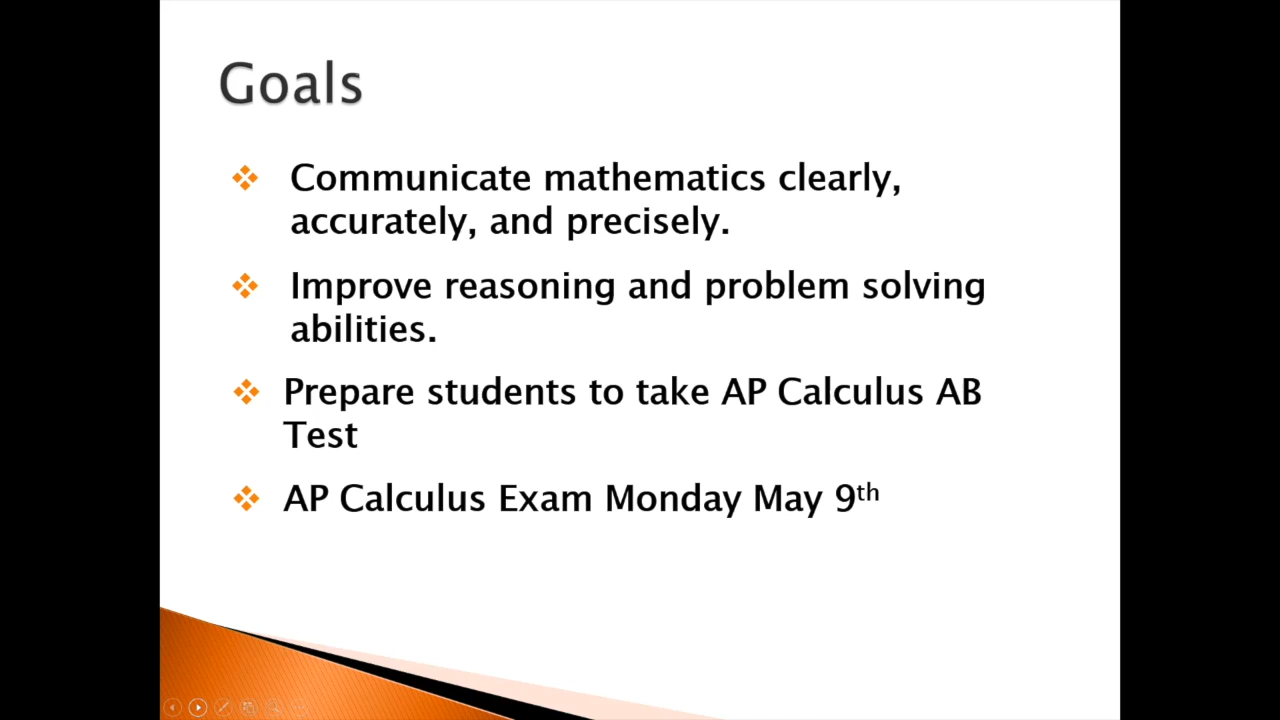 Goals
Communicate mathematics clearly,
accurately, and precisely.
Improve reasoning and problem solving
abilities.
Prepare students to take AP Calculus AB
Test
AP Calculus Exam Monday May 9th